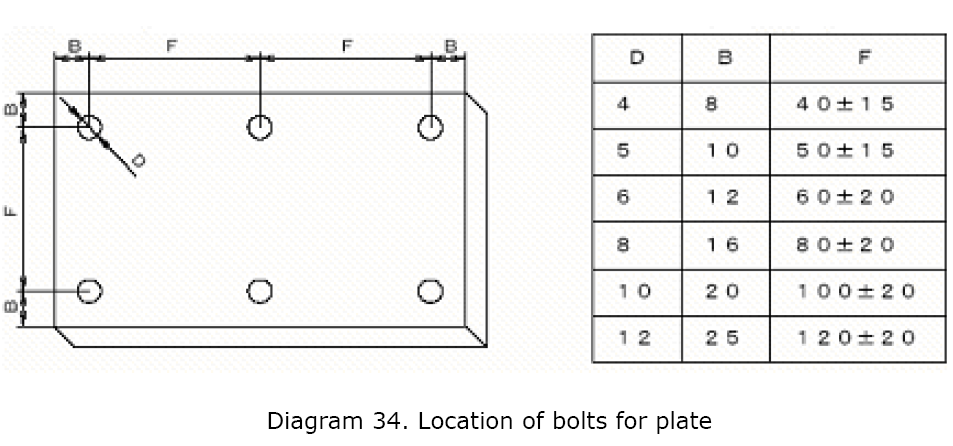 B F F B
B
D
F
B
D B F
4 8 40±15
5 10 50±15
6 12 60±20
8 16 80±20
10 20 100±20
12 25 120±20
Diagram 34. Location of bolts for plate